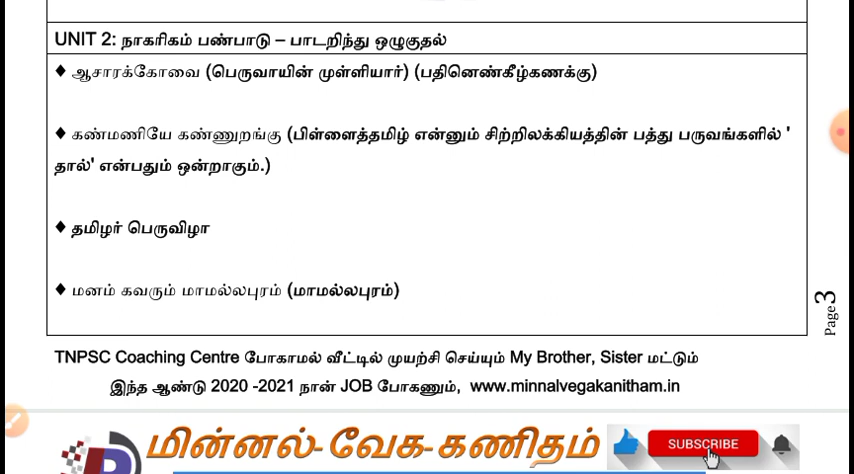 UNIT 2: நாகரிகம் பண்பாடு – பாடறிந்து ஒழுகுதல்
♦ ஆசாரக்கோவை (பெருவாயின் முள்ளியார்) (பதினெண்கீழ்கணக்கு)
♦ கண்மணியே கண்ணுறங்கு (பிள்ளைத்தமிழ் என்னும் சிற்றிலக்கியத்தின் பத்து பருவங்களில் '
தால்' என்பதும் ஒன்றாகும்.)
♦ தமிழர் பெருவிழா
♦ மனம் கவரும் மாமல்லபுரம் (மாமல்லபுரம்)
Page3
TNPSC Coaching Centre போகாமல் வீட்டில் முயற்சி செய்யும் My Brother, Sister மட்டும்
இந்த ஆண்டு 2020 -2021 நான் JOB போகணும், www.minnalvegakanitham.in
மின்னல்-வேக-கணிதம்
SUBSCRIBE